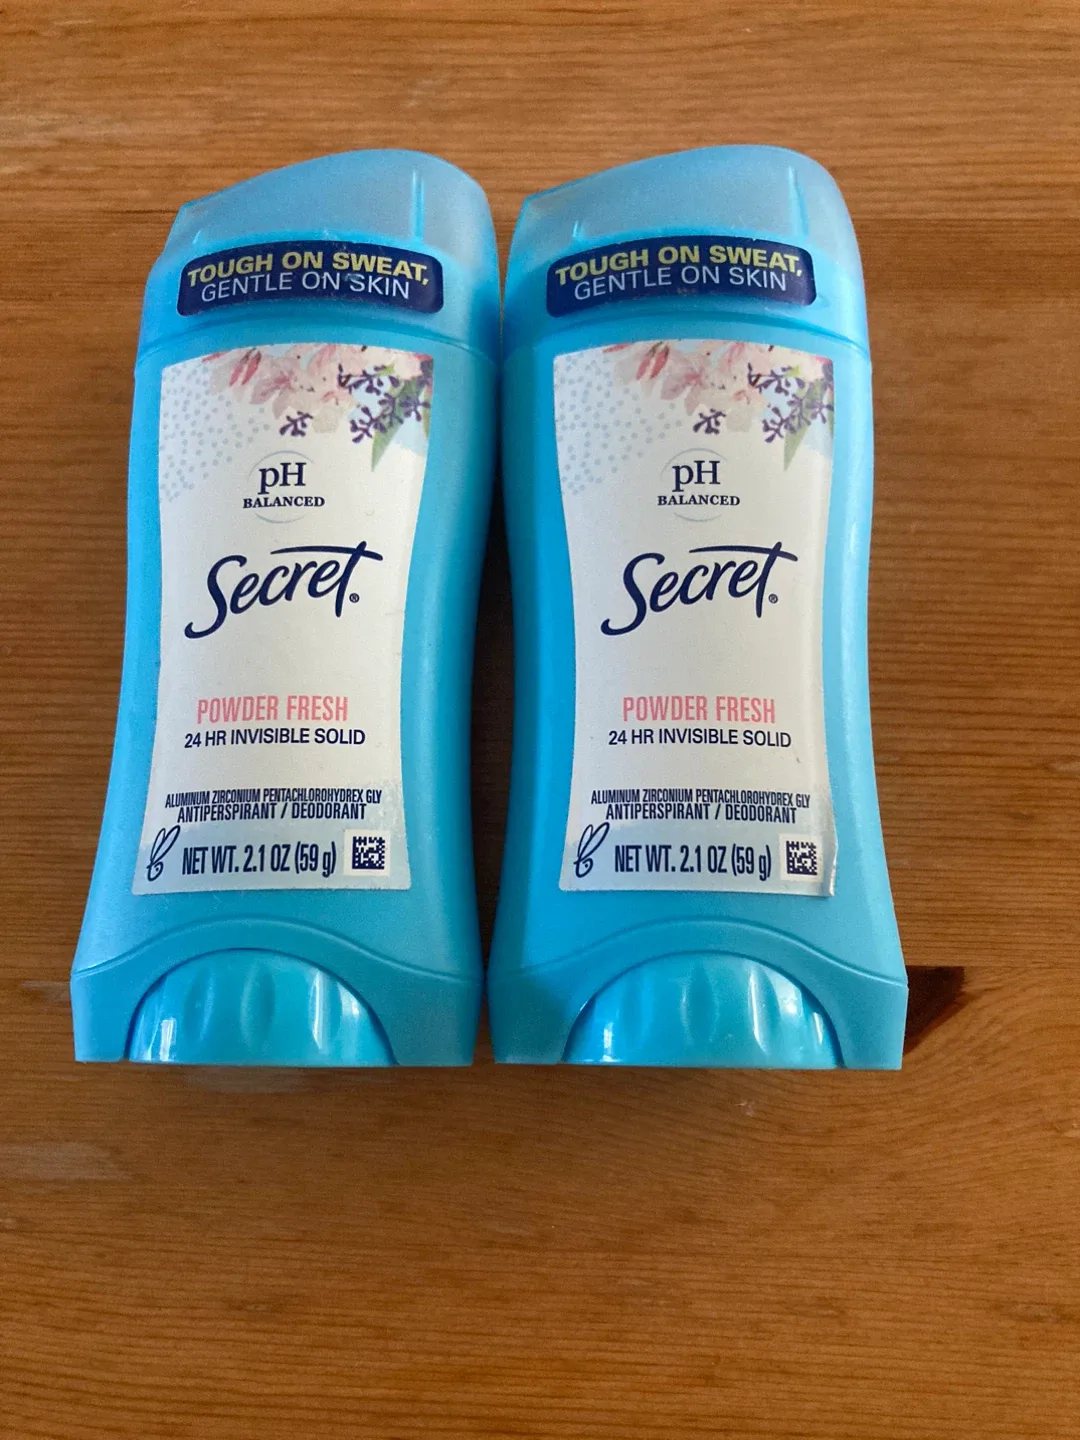 TOUGH ON SWEAT,
GENTLE ON SKIN
pH
BALANCED
Secret®
POWDER FRESH
24 HR INVISIBLE SOLID
ALUMINUM ZIRCONIUM PENTACHLOROHYDREX GLY
ANTIPERSPIRANT / DEODORANT
NET WT. 2.1 OZ (59 g)
TOUGH ON SWEAT,
GENTLE ON SKIN
pH
BALANCED
Secret®
POWDER FRESH
24 HR INVISIBLE SOLID
ALUMINUM ZIRCONIUM PENTACHLOROHYDREX GLY
ANTIPERSPIRANT / DEODORANT
NET WT. 2.1 OZ (59 g)